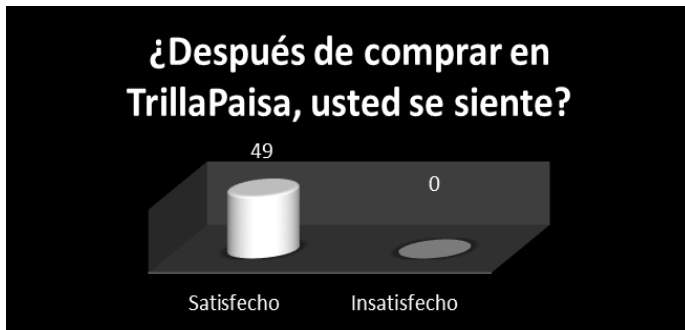 ¿Después de comprar en
TrillaPaisa, usted se siente?
49
0
Satisfecho Insatisfecho